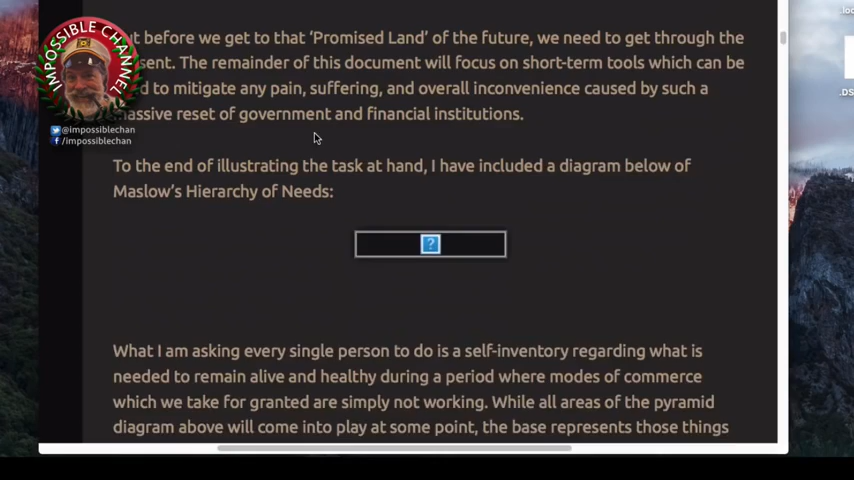 IMPOSSIBLE CHANNEL
@impossiblechan
/impossiblechan
ut before we get to that ‘Promised Land’ of the future, we need to get through the
sent. The remainder of this document will focus on short-term tools which can be
d to mitigate any pain, suffering, and overall inconvenience caused by such a
assive reset of government and financial institutions.
To the end of illustrating the task at hand, I have included a diagram below of
Maslow’s Hierarchy of Needs:
?
What I am asking every single person to do is a self-inventory regarding what is
needed to remain alive and healthy during a period where modes of commerce
which we take for granted are simply not working. While all areas of the pyramid
diagram above will come into play at some point, the base represents those things
.loc
.DS